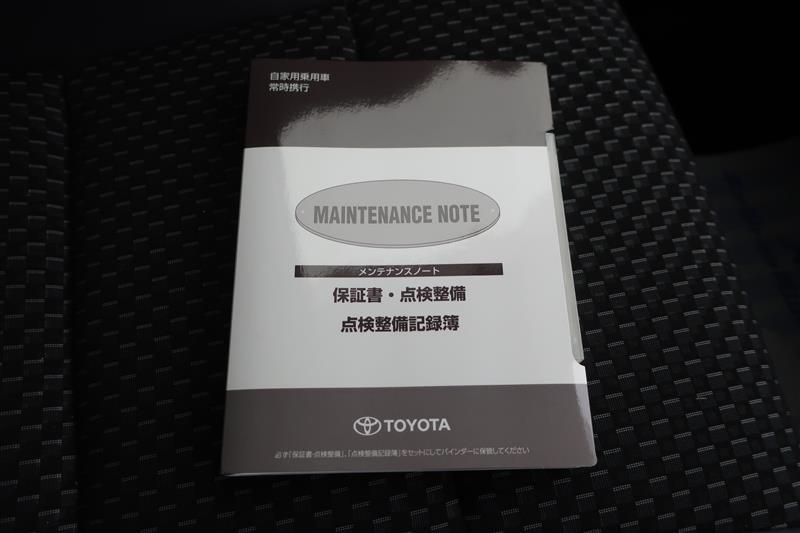 自家用乗用車
常時携行
MAINTENANCE NOTE
メンテナンスノート
保証書・点検整備
点検整備記録簿
TOYOTA
必ず「保証書・点検整備」、「点検整備記録簿」をセットにしてバインダーに保管してください